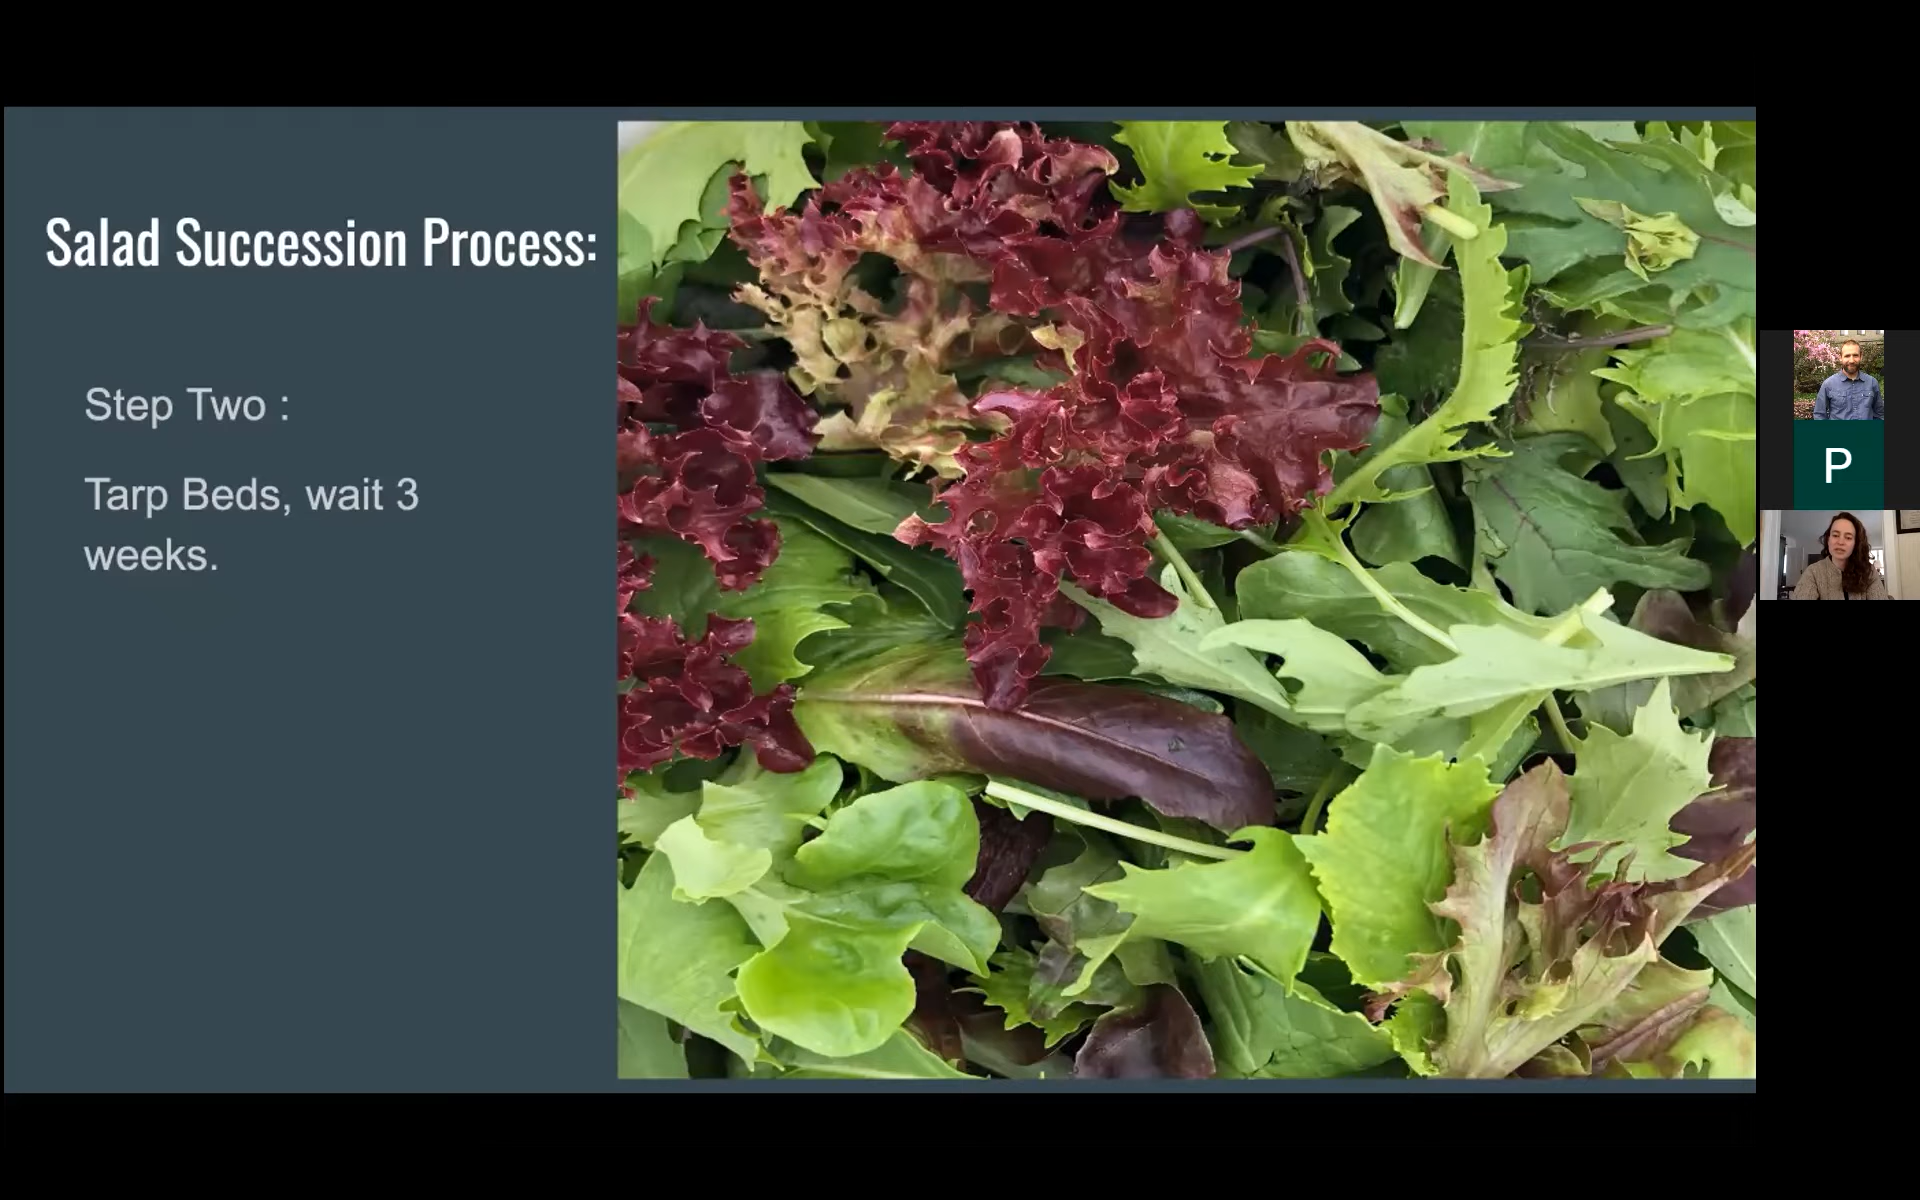 Salad Succession Process:
Step Two :
Tarp Beds, wait 3
weeks.
P